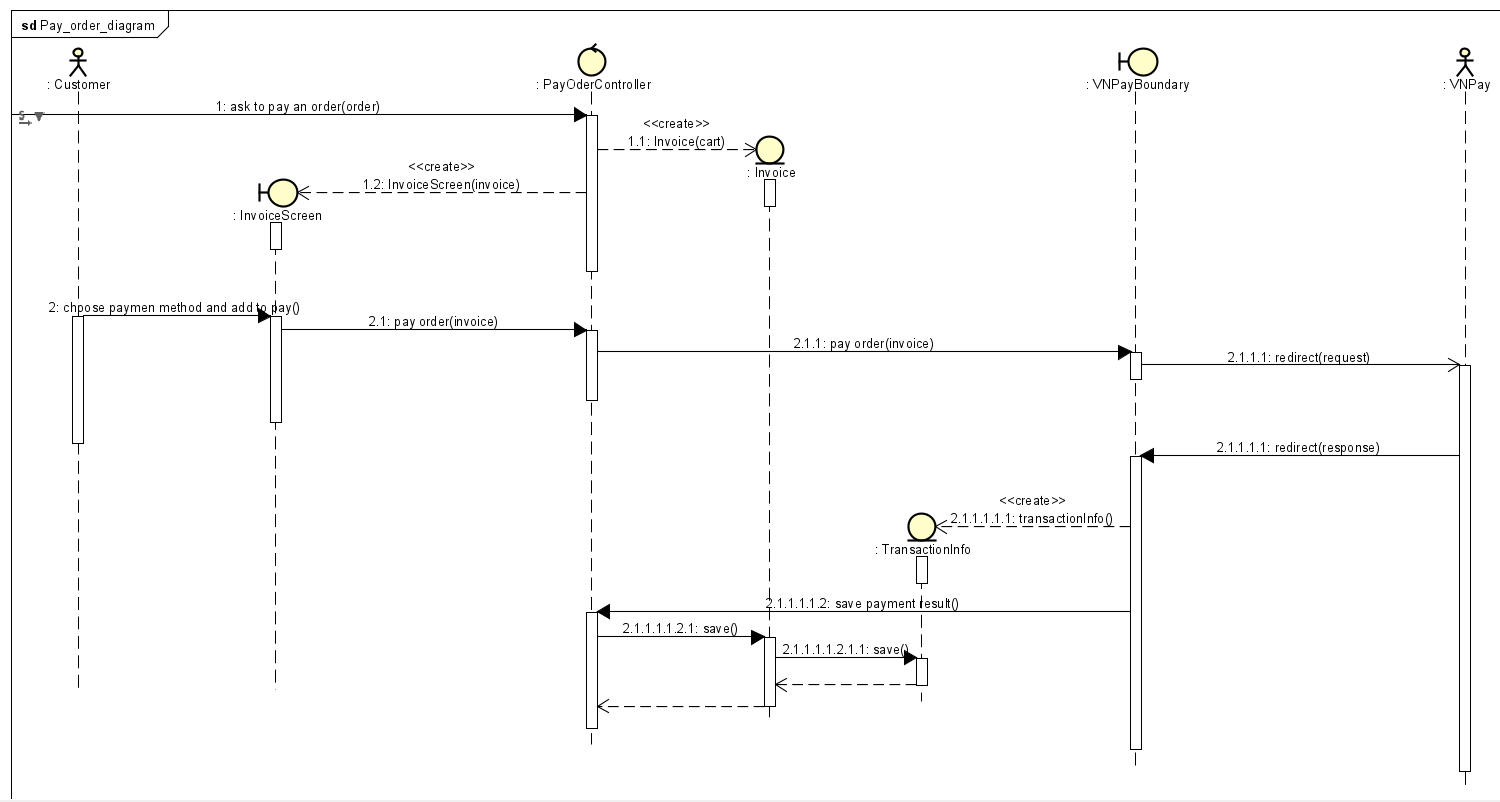 sd Pay_order_diagram
: Customer
: PayOderController
: VNPayBoundary
: VNPay
1: ask to pay an order(order)
<<create>>
1.1: Invoice(cart)
: Invoice
<<create>>
1.2: InvoiceScreen(invoice)
: InvoiceScreen
2: choose paymen method and add to pay()
2.1: pay order(invoice)
2.1.1: pay order(invoice)
2.1.1.1: redirect(request)
2.1.1.1.1: redirect(response)
<<create>>
2.1.1.1.1.1: transactionInfo()
: TransactionInfo
2.1.1.1.1.2: save payment result()
2.1.1.1.1.2.1: save()
2.1.1.1.1.2.1.1: save()